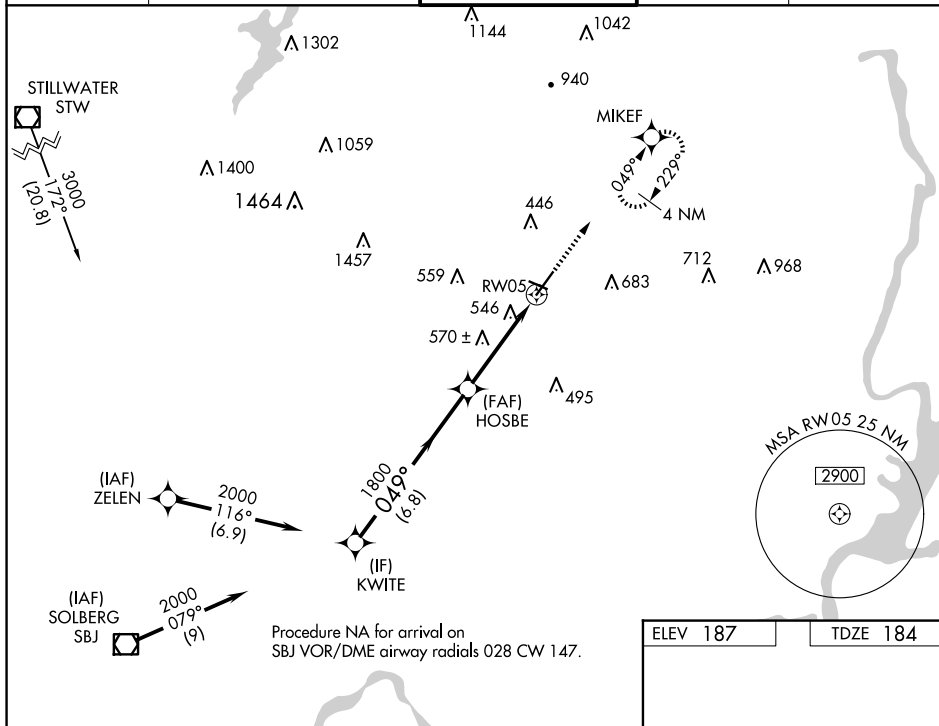 1144
1042
1302
940
STILLWATER
STW
MIKEF
1059
1400
3000
172°
(20.8)
049°
229°
1464
446
4 NM
1457
559
712
968
683
RW05
546
570 ±
(FAF)
HOSBE
495
MSA RW05 25 NM
2900
(IAF)
ZELEN
2000
116°
(6.9)
1800
049°
(6.8)
(IF)
KWITE
(IAF)
SOLBERG
SBJ
2000
079°
(9)
Procedure NA for arrival on
SBJ VOR/DME airway radials 028 CW 147.
ELEV 187
TDZE 184